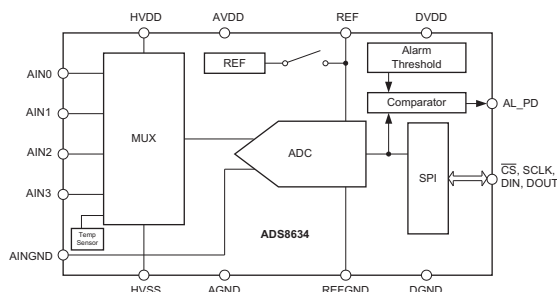 HVDD AVDD REF DVDD
REF
Alarm
Threshold
AIN0
AIN1
AIN2
AIN3
MUX
Comparator
AL_PD
ADC
SPI
CS, SCLK,
DIN, DOUT
Temp
Sensor
ADS8634
AINGND
HVSS AGND REFGND DGND